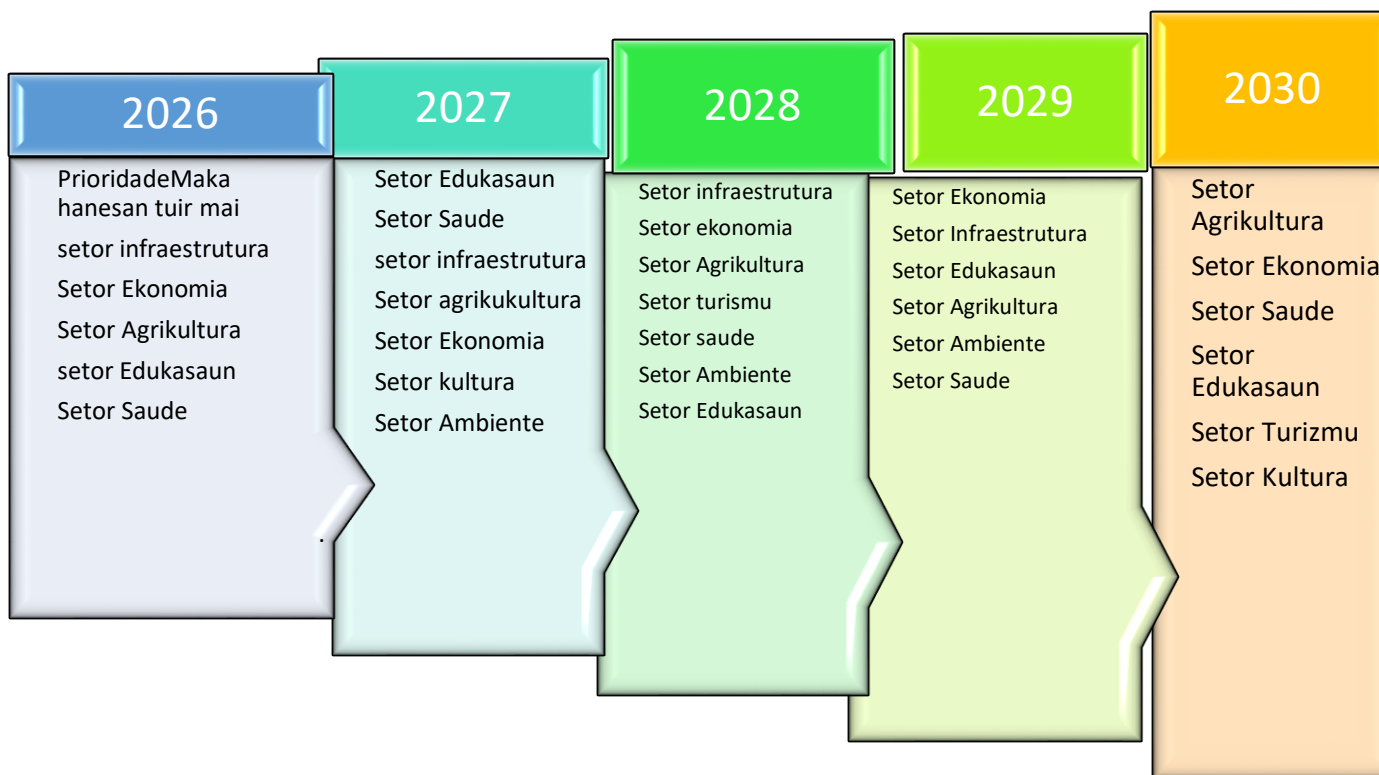 2026
PrioridadeMaka
hanesan tuir mai
setor infraestrutura
Setor Ekonomia
Setor Agrikultura
setor Edukasaun
Setor Saude
.
2027
Setor Edukasaun
Setor Saude
setor infraestrutura
Setor agrikukultura
Setor Ekonomia
Setor kultura
Setor Ambiente
2028
Setor infraestrutura
Setor ekonomia
Setor Agrikultura
Setor turismu
Setor saude
Setor Ambiente
Setor Edukasaun
2029
Setor Ekonomia
Setor Infraestrutura
Setor Edukasaun
Setor Agrikultura
Setor Ambiente
Setor Saude
2030
Setor
Agrikultura
Setor Ekonomia
Setor Saude
Setor
Edukasaun
Setor Turizmu
Setor Kultura